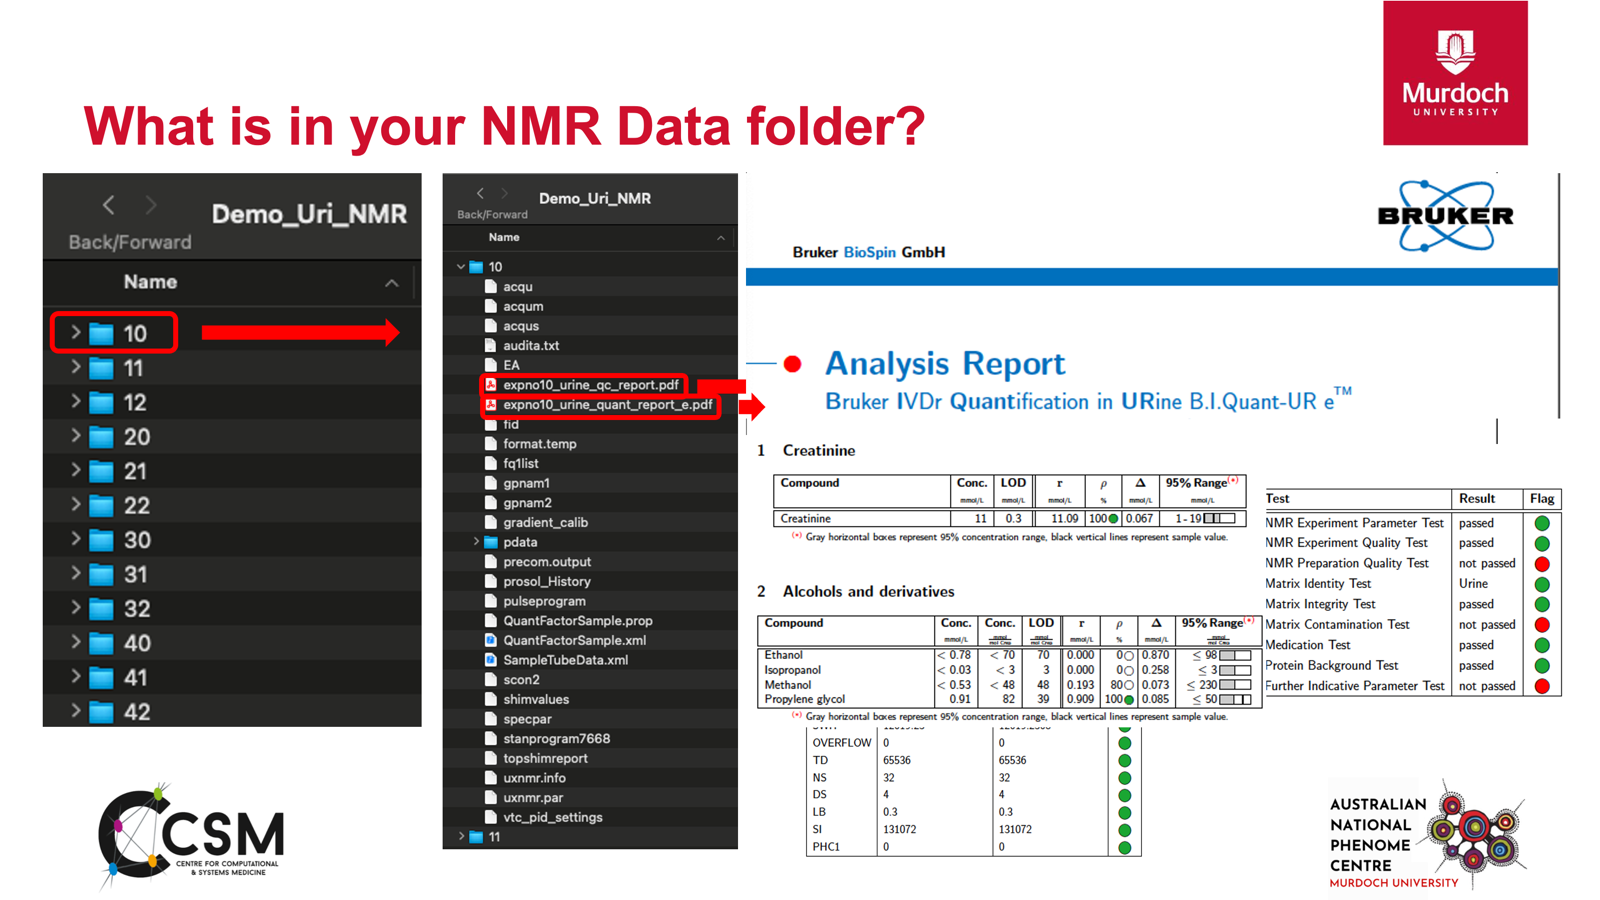 Murdoch
UNIVERSITY
What is in your NMR Data folder?
Demo_Uri_NMR
Back/Forward
Name
10
11
12
20
21
22
30
31
32
40
41
42
Demo_Uri_NMR
Back/Forward
Name
10
acqu
acqum
acqus
audita.txt
EA
expno10_urine_qc_report.pdf
expno10_urine_quant_report_e.pdf
fid
format.temp
fq1list
gpnam1
gpnam2
gradient_calib
pdata
precom.output
prosol_History
pulseprogram
QuantFactorSample.prop
QuantFactorSample.xml
SampleTubeData.xml
scon2
shimvalues
specpar
stanprogram7668
topshimreport
uxnmr.info
uxnmr.par
vtc_pid_settings
11
BRUKER
Bruker BioSpin GmbH
Analysis Report
Bruker IVDr Quantification in URine B.I.Quant-UR e™
1 Creatinine
Compound Conc. LOD r ρ Δ 95% Range(*)
mmol/L mmol/L mmol/L % mmol/L mmol/L
Creatinine 11 0.3 11.09 100 0.067 1 - 19
(*) Gray horizontal boxes represent 95% concentration range, black vertical lines represent sample value.
2 Alcohols and derivatives
Compound Conc. Conc. LOD r ρ Δ 95% Range(*)
mmol/L mmol/mol Crea mmol/mol Crea mmol/L % mmol/L mmol/mol Crea
Ethanol < 0.78 < 70 70 0.000 0 0.870 ≤ 98
Isopropanol < 0.03 < 3 3 0.000 0 0.258 ≤ 3
Methanol < 0.53 < 48 48 0.193 80 0.073 ≤ 230
Propylene glycol 0.91 82 39 0.909 100 0.085 ≤ 50
(*) Gray horizontal boxes represent 95% concentration range, black vertical lines represent sample value.
OVERFLOW 0 0
TD 65536 65536
NS 32 32
DS 4 4
LB 0.3 0.3
SI 131072 131072
PHC1 0 0
Test Result Flag
NMR Experiment Parameter Test passed
NMR Experiment Quality Test passed
NMR Preparation Quality Test not passed
Matrix Identity Test Urine
Matrix Integrity Test passed
Matrix Contamination Test not passed
Medication Test passed
Protein Background Test passed
Further Indicative Parameter Test not passed
CCSM
CENTRE FOR COMPUTATIONAL
& SYSTEMS MEDICINE
AUSTRALIAN
NATIONAL
PHENOME
CENTRE
MURDOCH UNIVERSITY